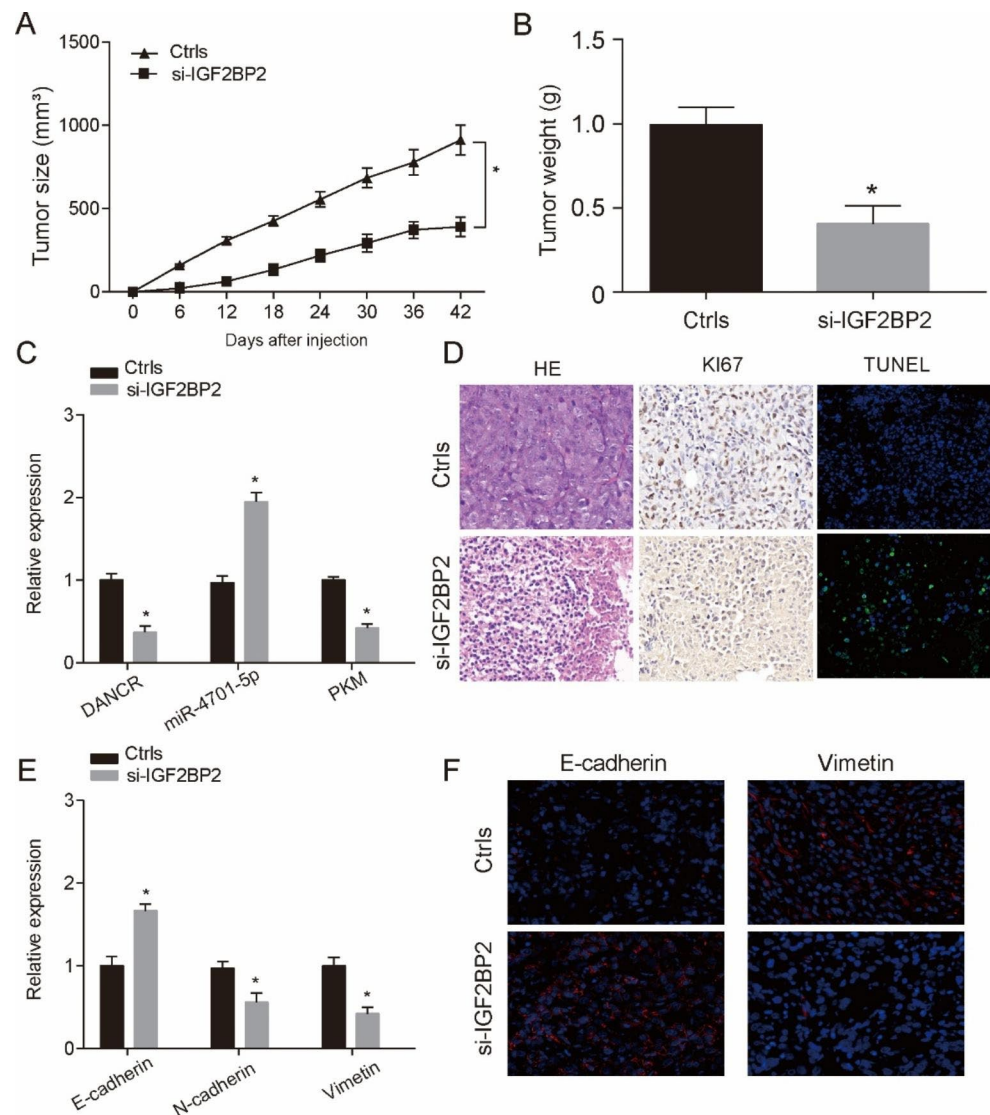 A
Tumor size (mm³)
1500
1000
500
0
Ctrls
si-IGF2BP2
*
0 6 12 18 24 30 36 42
Days after injection
B
Tumor weight (g)
1.5
1.0
0.5
0
*
Ctrls si-IGF2BP2
C
Ctrls
si-IGF2BP2
Relative expression
3
2
1
0
* * *
DANCR miR-4701-5p PKM
D
HE KI67 TUNEL
Ctrls
si-IGF2BP2
E
Ctrls
si-IGF2BP2
Relative expression
3
2
1
0
* * *
E-cadherin N-cadherin Vimetin
F
E-cadherin Vimetin
Ctrls
si-IGF2BP2